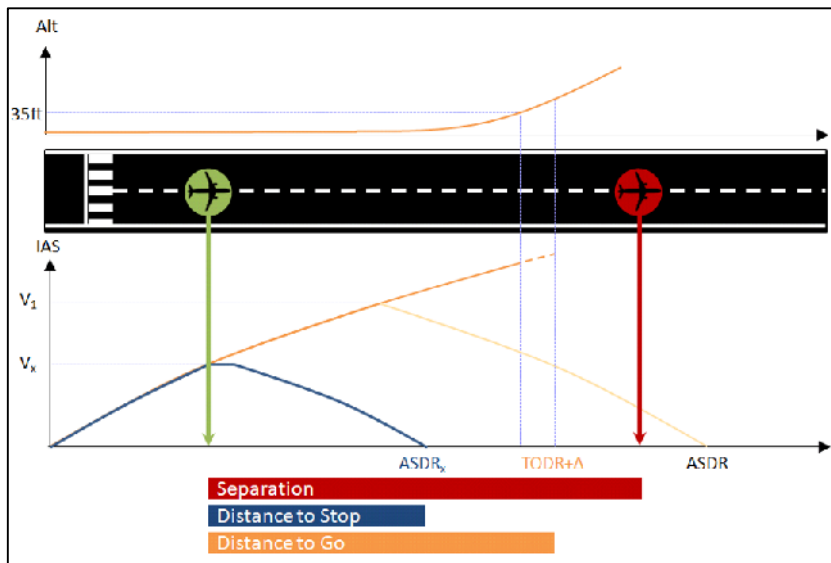 Alt
35ft
IAS
V1
Vx
ASDRx TODR+Δ ASDR
Separation
Distance to Stop
Distance to Go